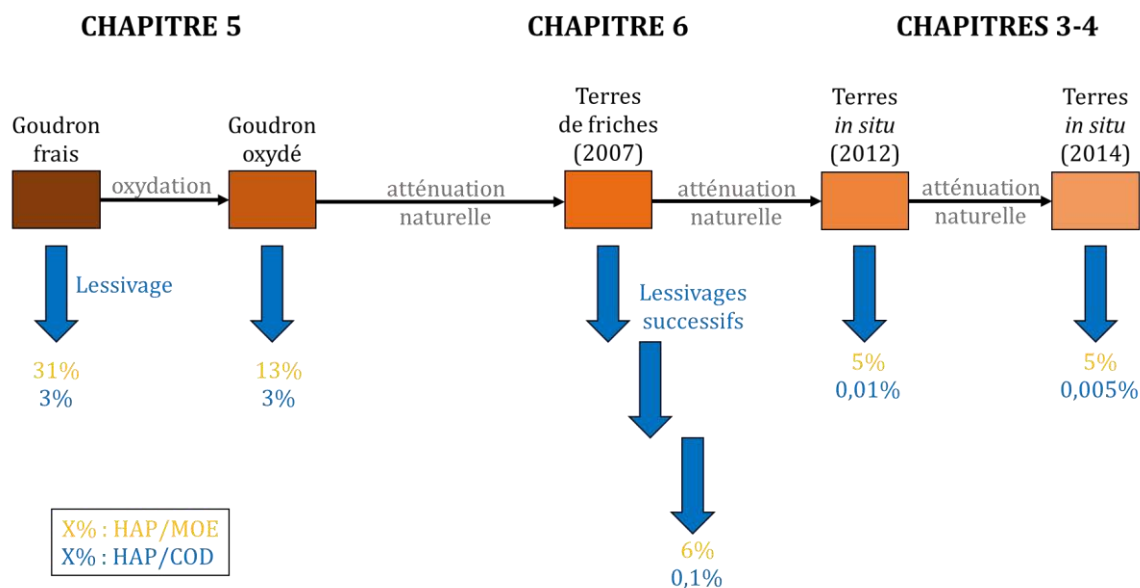 CHAPITRE 5
CHAPITRE 6
CHAPITRES 3-4
Goudron
frais
oxydation
Goudron
oxydé
atténuation
naturelle
Terres
de friches
(2007)
atténuation
naturelle
Terres
in situ
(2012)
atténuation
naturelle
Terres
in situ
(2014)
Lessivage
31%
3%
13%
3%
Lessivages
successifs
6%
0,1%
5%
0,01%
5%
0,005%
X% : HAP/MOE
X% : HAP/COD